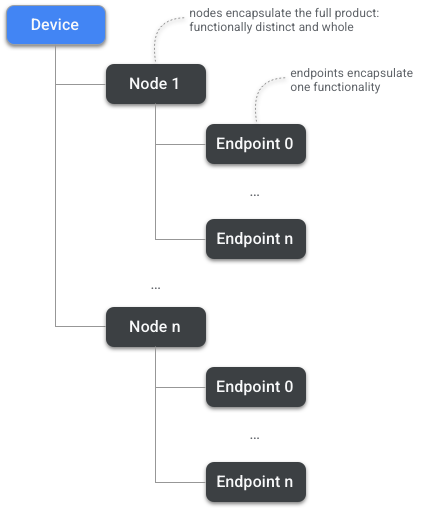 Device
nodes encapsulate the full product:
functionally distinct and whole
Node 1
endpoints encapsulate
one functionality
Endpoint 0
...
Endpoint n
...
Node n
Endpoint 0
...
Endpoint n